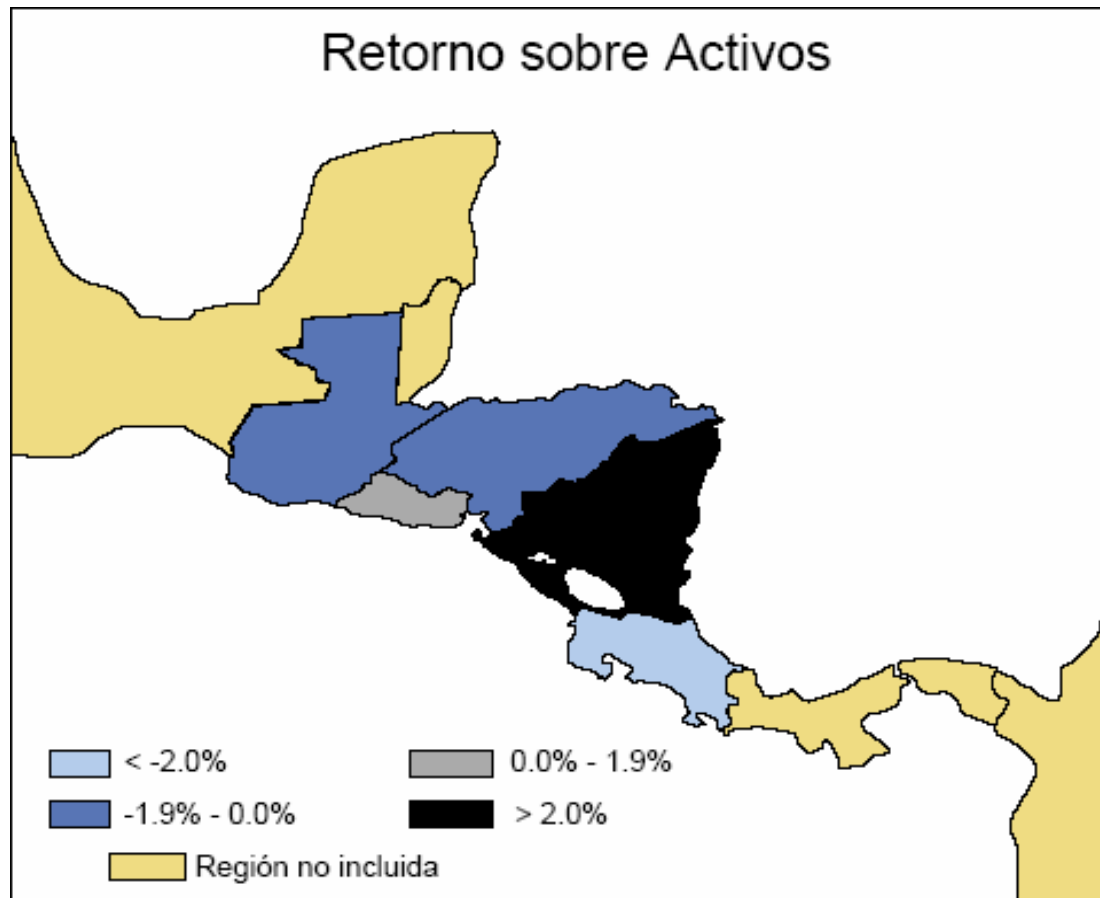 Retorno sobre Activos
< -2.0%
0.0% - 1.9%
-1.9% - 0.0%
> 2.0%
Región no incluida